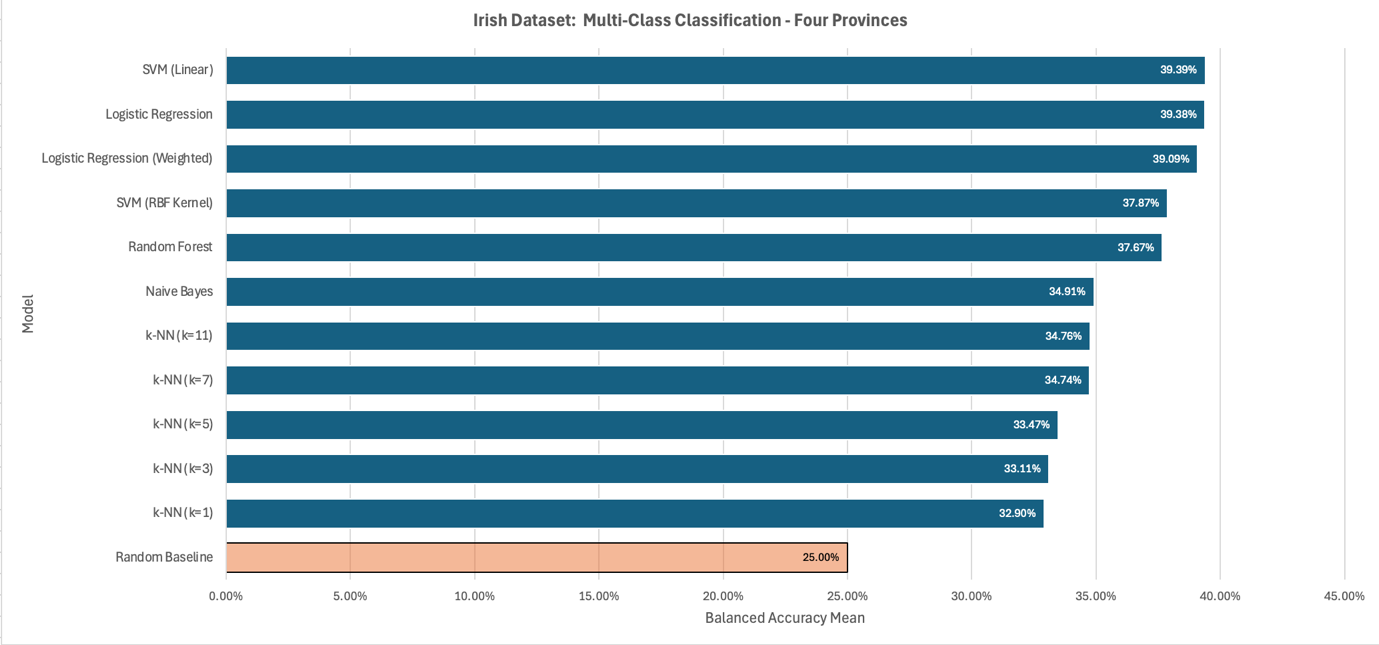 Irish Dataset: Multi-Class Classification - Four Provinces
Model
SVM (Linear) 39.39%
Logistic Regression 39.38%
Logistic Regression (Weighted) 39.09%
SVM (RBF Kernel) 37.87%
Random Forest 37.67%
Naive Bayes 34.91%
k-NN (k=11) 34.76%
k-NN (k=7) 34.74%
k-NN (k=5) 33.47%
k-NN (k=3) 33.11%
k-NN (k=1) 32.90%
Random Baseline 25.00%
0.00% 5.00% 10.00% 15.00% 20.00% 25.00% 30.00% 35.00% 40.00% 45.00%
Balanced Accuracy Mean